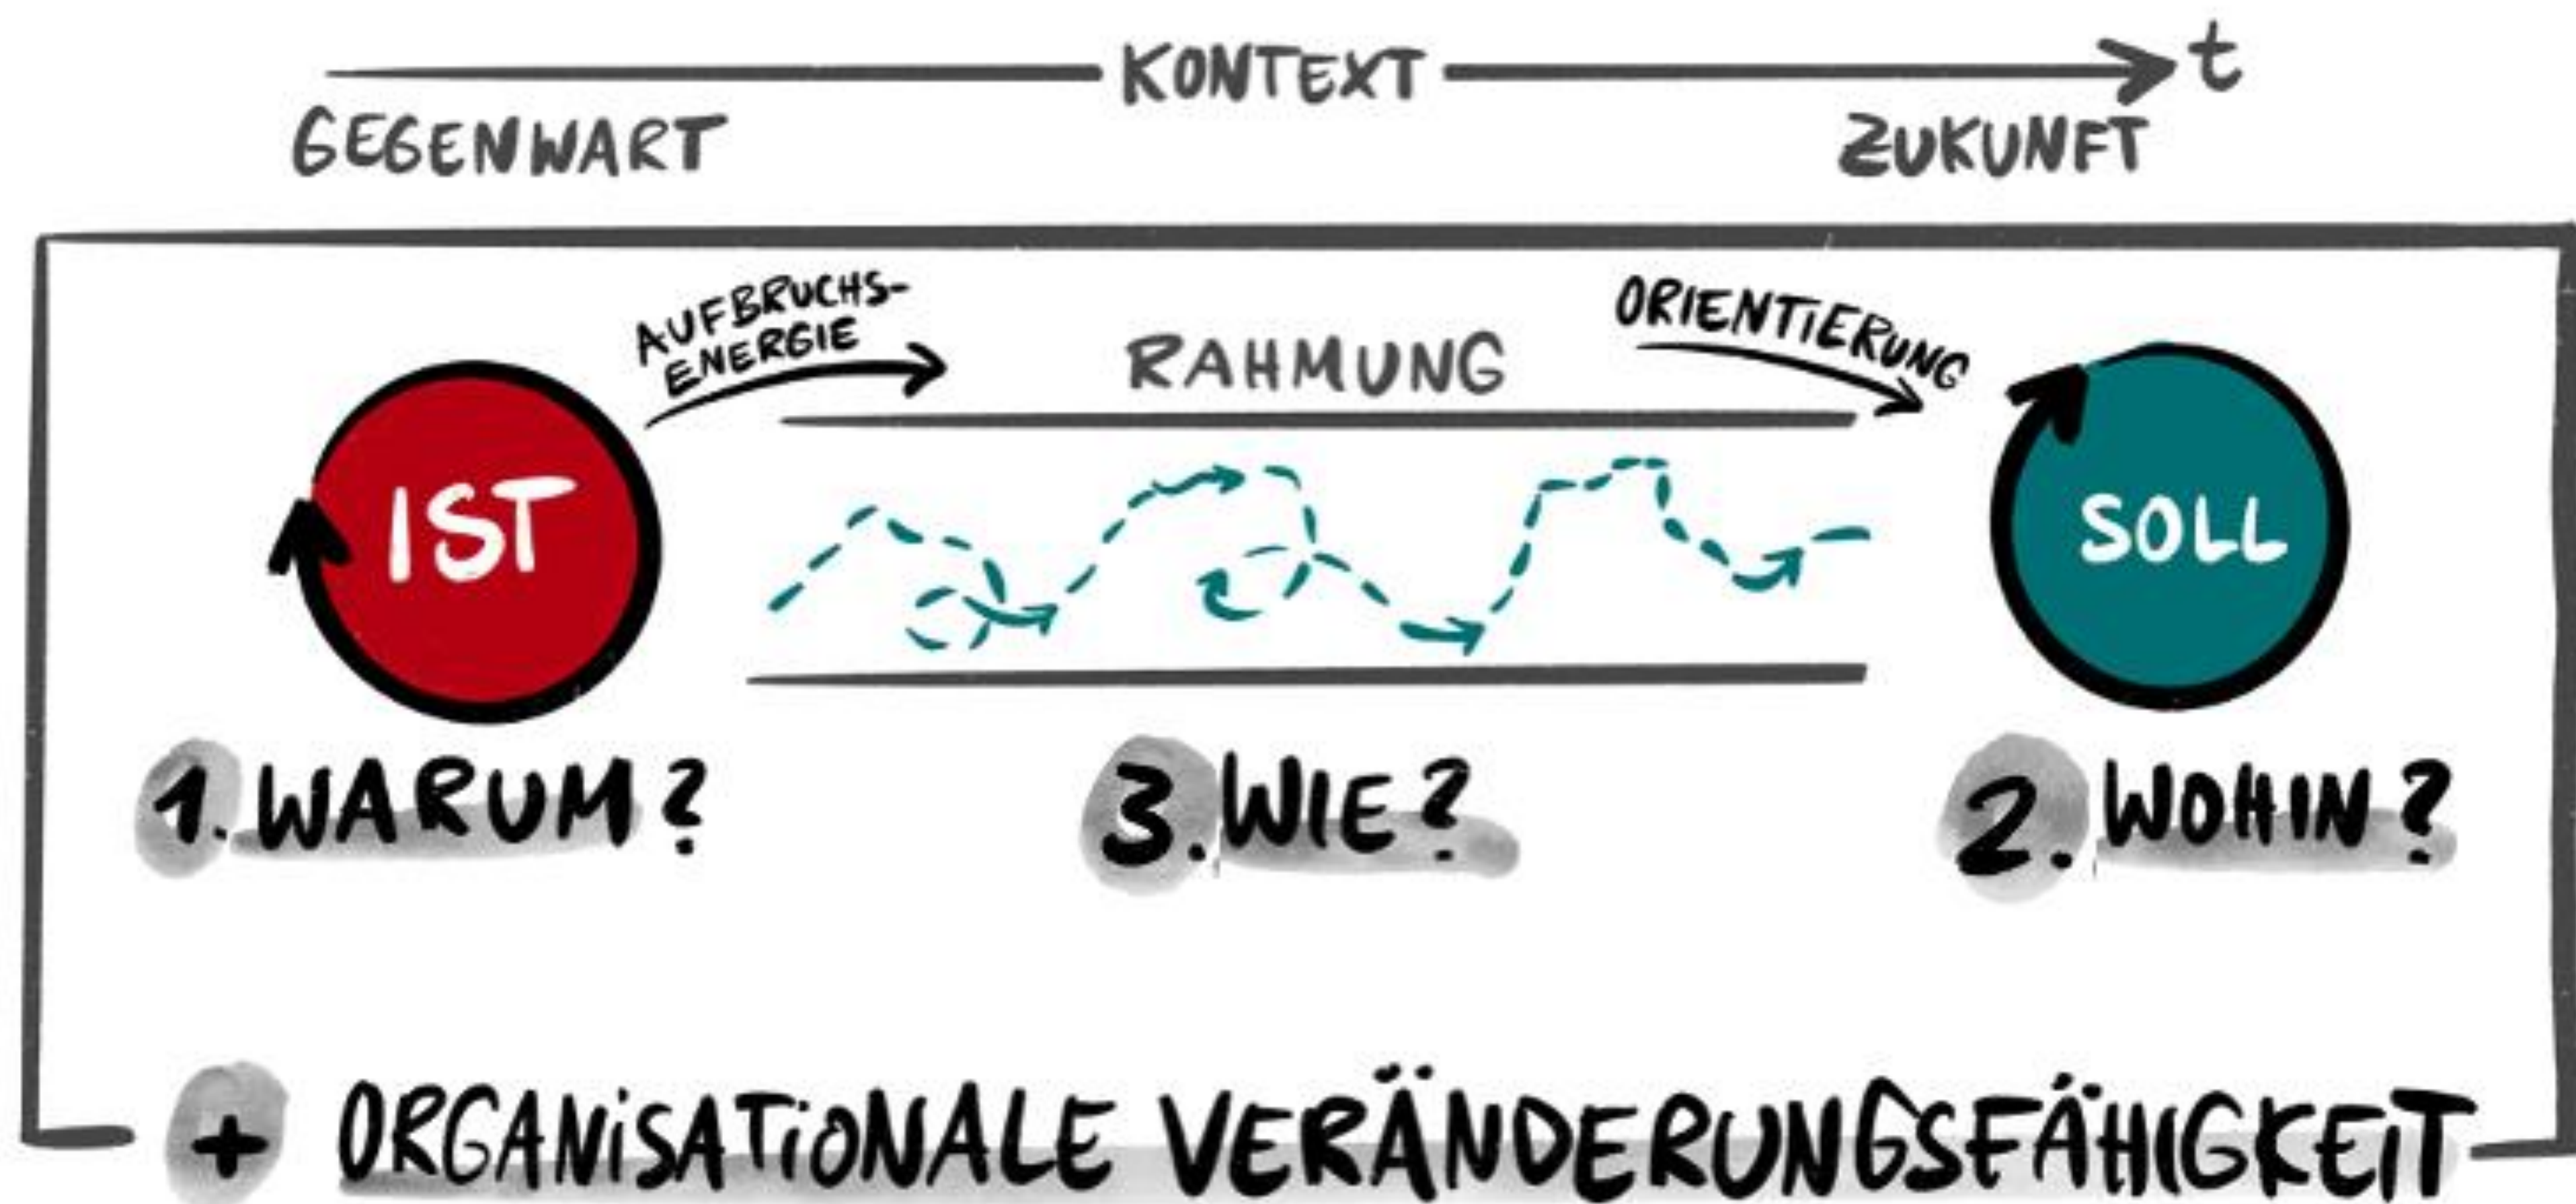 KONTEXT t
GEGENWART ZUKUNFT
AUFBRUCHS-
ENERGIE
RAHMUNG
ORIENTIERUNG
IST
SOLL
1. WARUM?
3. WIE?
2. WOHIN?
+ ORGANISATIONALE VERÄNDERUNGSFÄHIGKEIT